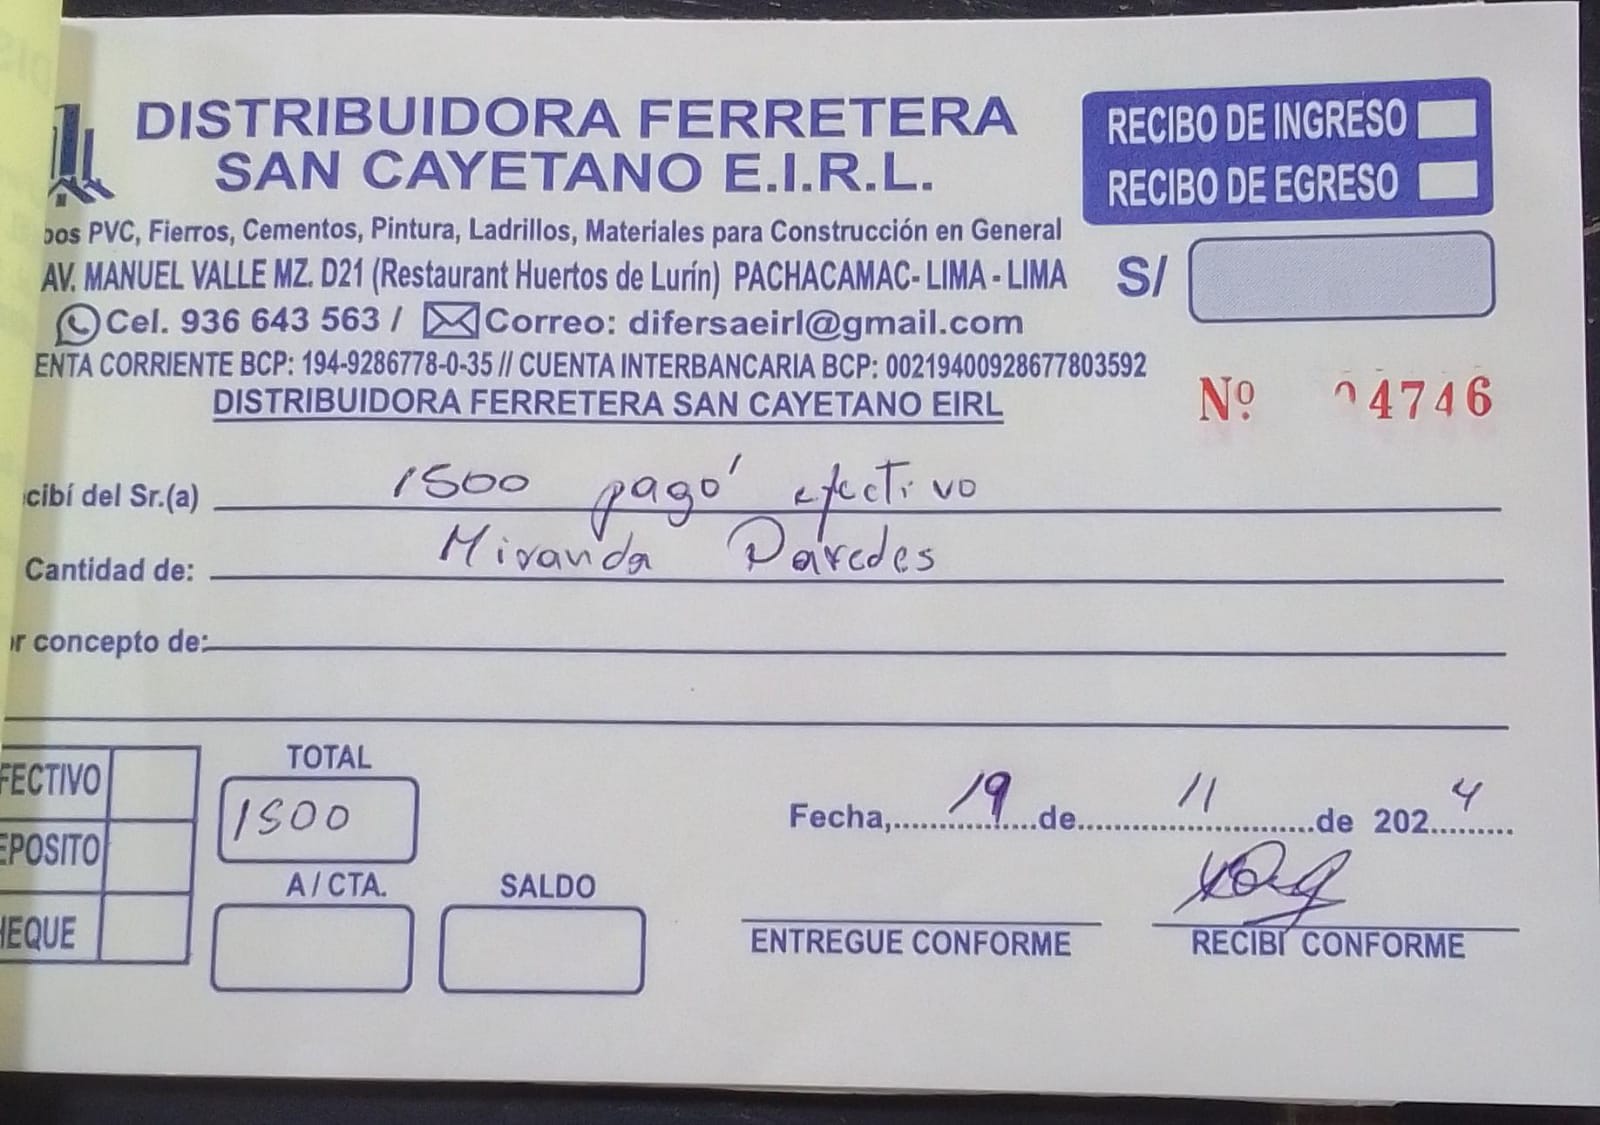 DISTRIBUIDORA FERRETERA
SAN CAYETANO E.I.R.L.
RECIBO DE INGRESO
RECIBO DE EGRESO
bos PVC, Fierros, Cementos, Pintura, Ladrillos, Materiales para Construcción en General
AV. MANUEL VALLE MZ. D21 (Restaurant Huertos de Lurín) PACHACAMAC- LIMA - LIMA
S/
Cel. 936 643 563 / Correo: difersaeirl@gmail.com
ENTA CORRIENTE BCP: 194-9286778-0-35 // CUENTA INTERBANCARIA BCP: 00219400928677803592
DISTRIBUIDORA FERRETERA SAN CAYETANO EIRL
Nº 04746
cibí del Sr.(a) 1500 pagó efectivo
Cantidad de: Miranda Paredes
r concepto de:
FECTIVO
EPOSITO
HEQUE
TOTAL
1500
A / CTA.
SALDO
Fecha, 19 de 11 de 2024
ENTREGUE CONFORME
RECIBÍ CONFORME